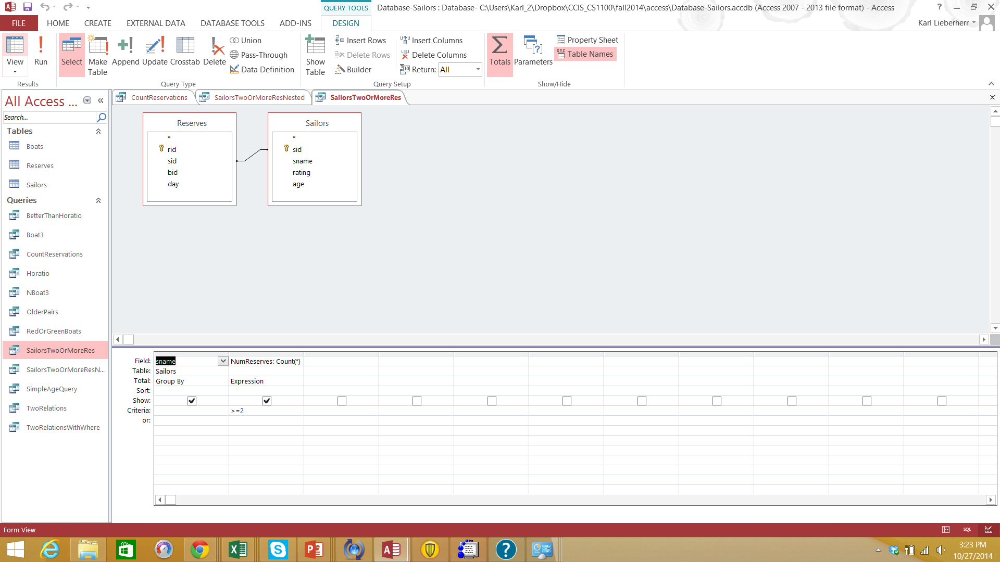 QUERY TOOLS
Database-Sailors : Database- C:\Users\Karl_2\Dropbox\CCIS_CS1100\fall2014\access\Database-Sailors.accdb (Access 2007 - 2013 file format) - Access
?
FILE HOME CREATE EXTERNAL DATA DATABASE TOOLS ADD-INS DESIGN
Karl Lieberherr
View
Run
Results
Select
Make Table
Append
Update
Crosstab
Delete
Union
Pass-Through
Data Definition
Query Type
Show Table
Insert Rows
Delete Rows
Builder
Insert Columns
Delete Columns
Return: All
Query Setup
Totals
Parameters
Property Sheet
Table Names
Show/Hide
All Access ...
Search...
Tables
Boats
Reserves
Sailors
Queries
BetterThanHoratio
Boat3
CountReservations
Horatio
NBoat3
OlderPairs
RedOrGreenBoats
SailorsTwoOrMoreRes
SailorsTwoOrMoreResN...
SimpleAgeQuery
TwoRelations
TwoRelationsWithWhere
CountReservations
SailorsTwoOrMoreResNested
SailorsTwoOrMoreRes
Reserves
*
rid
sid
bid
day
Sailors
*
sid
sname
rating
age
Field: sname NumReserves: Count(*)
Table: Sailors
Total: Group By Expression
Sort:
Show:
Criteria: >=2
or:
Form View
SQL
3:23 PM
10/27/2014